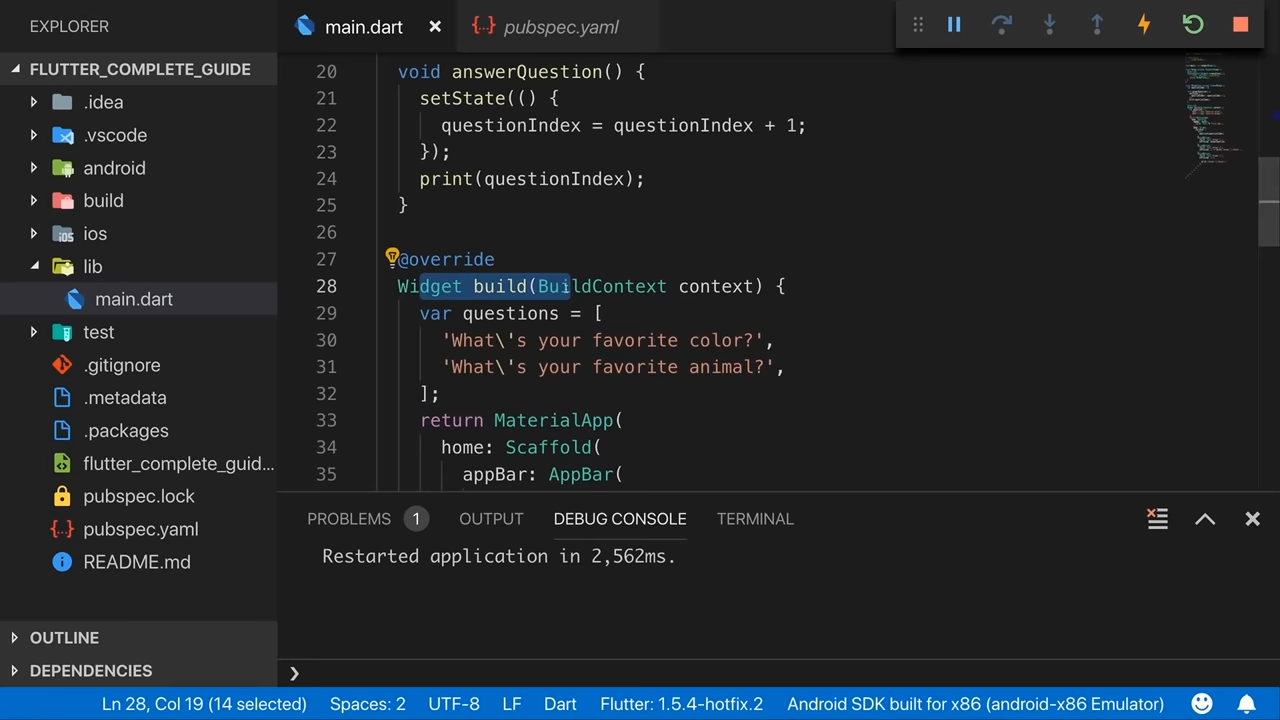 EXPLORER
FLUTTER_COMPLETE_GUIDE
.idea
.vscode
android
build
ios
lib
main.dart
test
.gitignore
.metadata
.packages
flutter_complete_guid...
pubspec.lock
pubspec.yaml
README.md
OUTLINE
DEPENDENCIES
main.dart
pubspec.yaml
20 void answerQuestion() {
21 setState(() {
22 questionIndex = questionIndex + 1;
23 });
24 print(questionIndex);
25 }
26
27 @override
28 Widget build(BuildContext context) {
29 var questions = [
30 'What\'s your favorite color?',
31 'What\'s your favorite animal?',
32 ];
33 return MaterialApp(
34 home: Scaffold(
35 appBar: AppBar(
PROBLEMS 1 OUTPUT DEBUG CONSOLE TERMINAL
Restarted application in 2,562ms.
Ln 28, Col 19 (14 selected) Spaces: 2 UTF-8 LF Dart Flutter: 1.5.4-hotfix.2 Android SDK built for x86 (android-x86 Emulator)